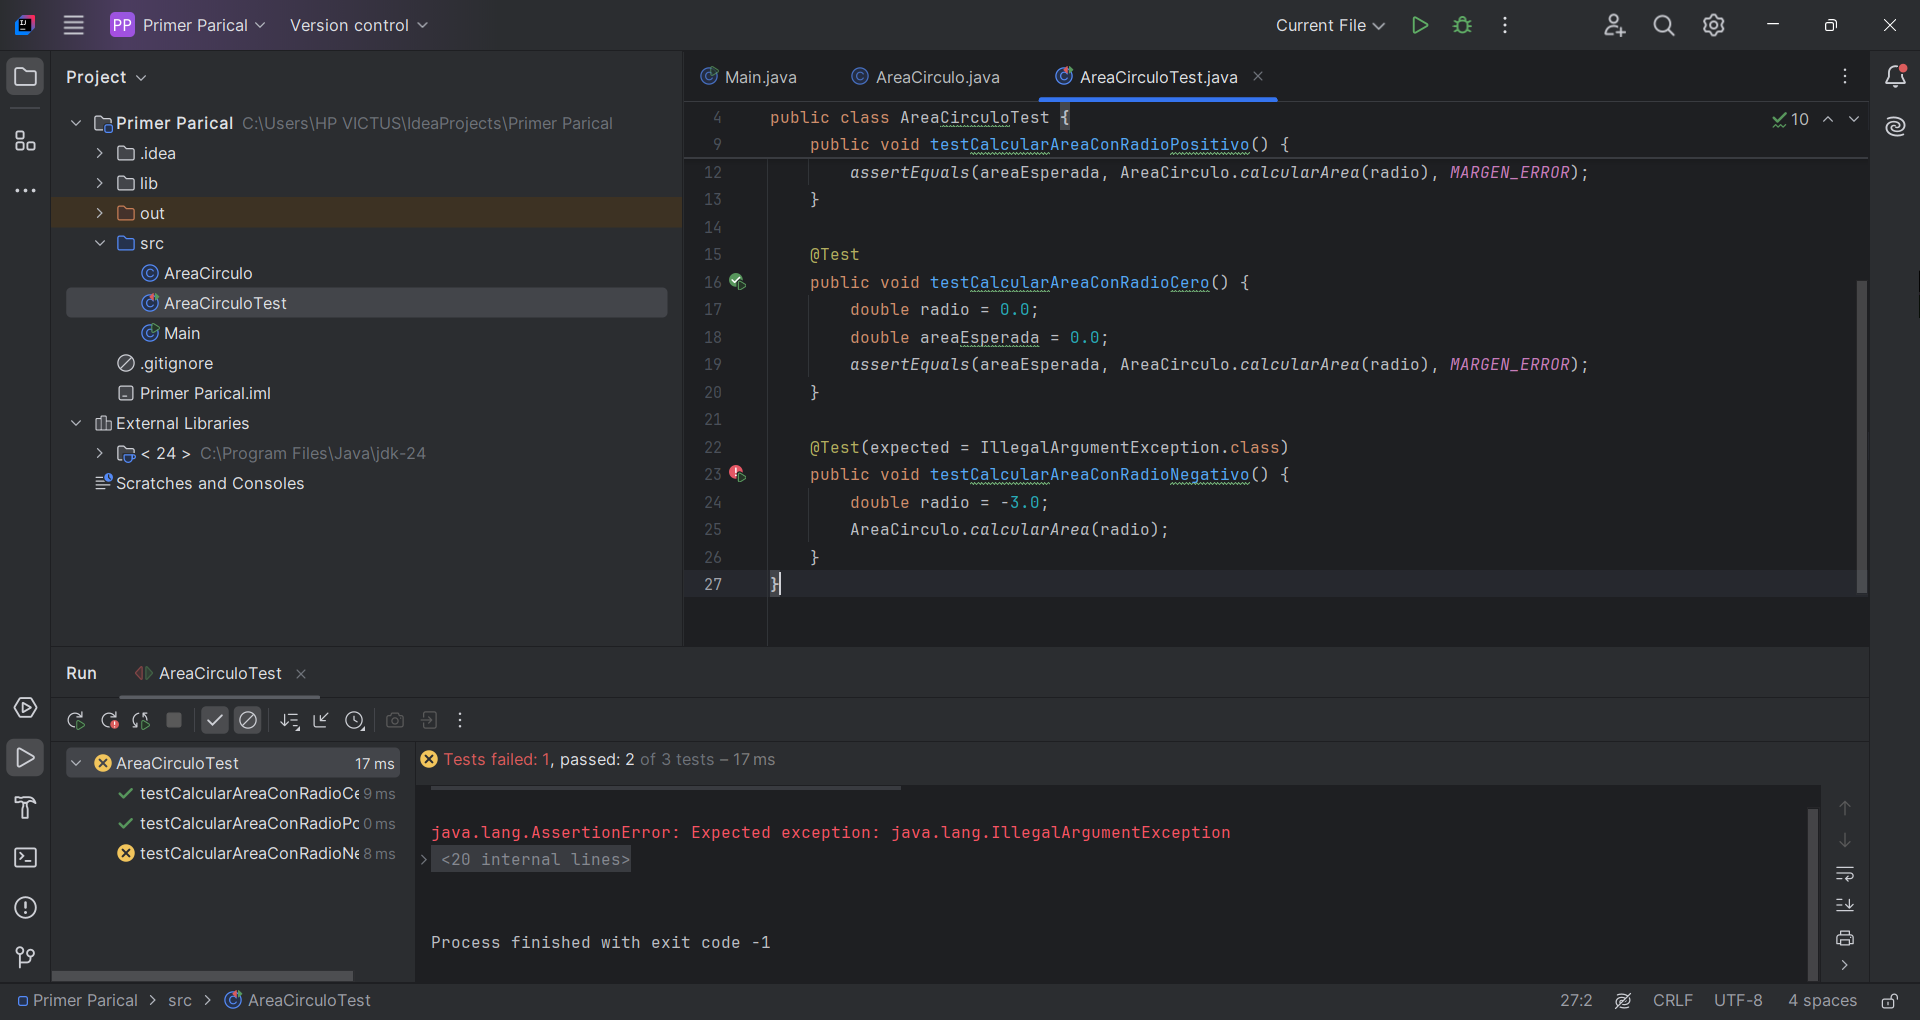 PP Primer Parical Version control Current File
Project
Main.java AreaCirculo.java AreaCirculoTest.java
Primer Parical C:\Users\HP VICTUS\IdeaProjects\Primer Parical
.idea
lib
out
src
AreaCirculo
AreaCirculoTest
Main
.gitignore
Primer Parical.iml
External Libraries
< 24 > C:\Program Files\Java\jdk-24
Scratches and Consoles
10
4 public class AreaCirculoTest {
9 public void testCalcularAreaConRadioPositivo() {
12 assertEquals(areaEsperada, AreaCirculo.calcularArea(radio), MARGEN_ERROR);
13 }
14
15 @Test
16 public void testCalcularAreaConRadioCero() {
17 double radio = 0.0;
18 double areaEsperada = 0.0;
19 assertEquals(areaEsperada, AreaCirculo.calcularArea(radio), MARGEN_ERROR);
20 }
21
22 @Test(expected = IllegalArgumentException.class)
23 public void testCalcularAreaConRadioNegativo() {
24 double radio = -3.0;
25 AreaCirculo.calcularArea(radio);
26 }
27 }
Run AreaCirculoTest
AreaCirculoTest 17 ms
testCalcularAreaConRadioCe 9 ms
testCalcularAreaConRadioPo 0 ms
testCalcularAreaConRadioNe 8 ms
Tests failed: 1, passed: 2 of 3 tests – 17 ms
java.lang.AssertionError: Expected exception: java.lang.IllegalArgumentException
<20 internal lines>
Process finished with exit code -1
Primer Parical > src > AreaCirculoTest
27:2 CRLF UTF-8 4 spaces